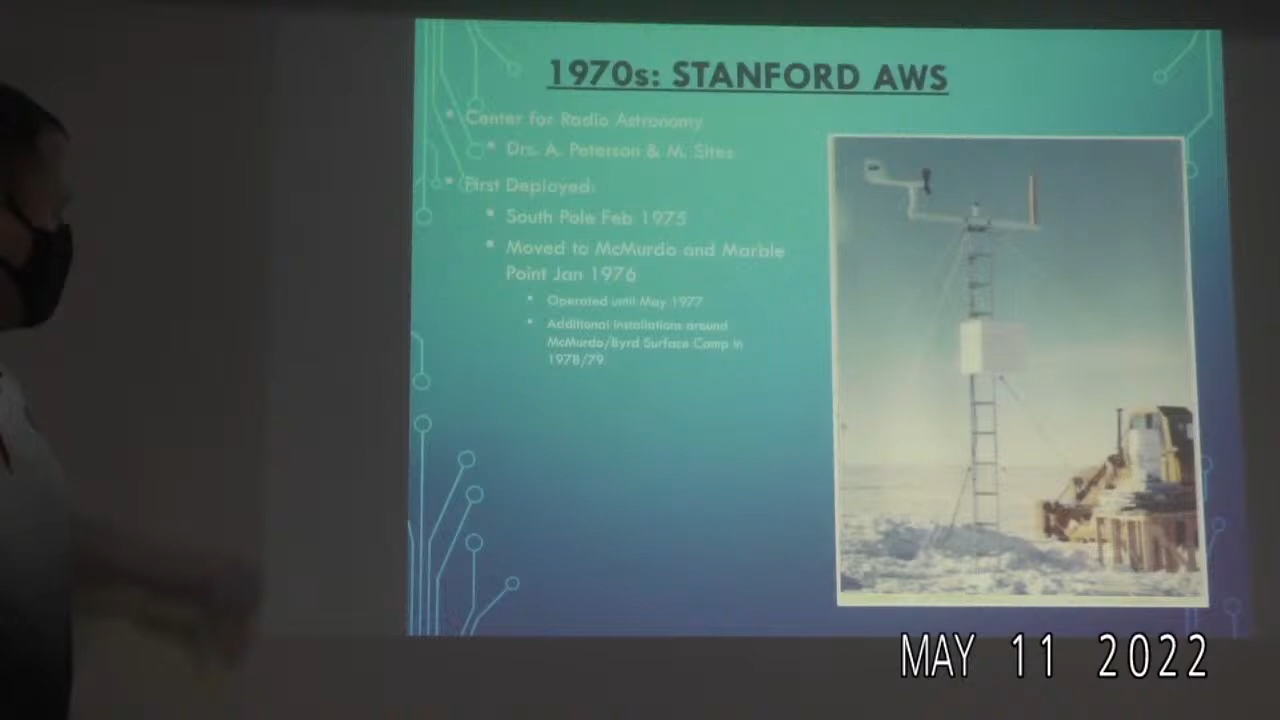 1970s: STANFORD AWS
Center for Radio Astronomy
Drs. A. Peterson & M. Sites
First Deployed:
South Pole Feb 1975
Moved to McMurdo and Marble
Point Jan 1976
Operated until May 1977
Additional installations around
McMurdo/Byrd Surface Camp in
1978/79
MAY 11 2022